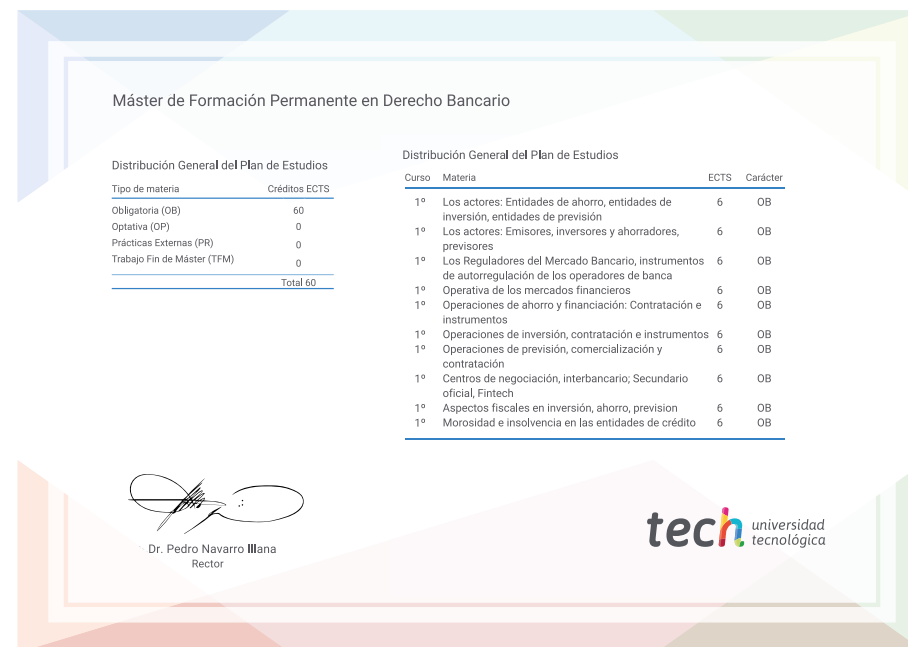 Máster de Formación Permanente en Derecho Bancario
Distribución General del Plan de Estudios
Tipo de materia Créditos ECTS
Obligatoria (OB) 60
Optativa (OP) 0
Prácticas Externas (PR) 0
Trabajo Fin de Máster (TFM) 0
Total 60
Distribución General del Plan de Estudios
Curso Materia ECTS Carácter
1º Los actores: Entidades de ahorro, entidades de 6 OB
inversión, entidades de previsión
1º Los actores: Emisores, inversores y ahorradores, 6 OB
previsores
1º Los Reguladores del Mercado Bancario, instrumentos 6 OB
de autorregulación de los operadores de banca
1º Operativa de los mercados financieros 6 OB
1º Operaciones de ahorro y financiación: Contratación e 6 OB
instrumentos
1º Operaciones de inversión, contratación e instrumentos 6 OB
1º Operaciones de previsión, comercialización y 6 OB
contratación
1º Centros de negociación, interbancario; Secundario 6 OB
oficial, Fintech
1º Aspectos fiscales en inversión, ahorro, prevision 6 OB
1º Morosidad e insolvencia en las entidades de crédito 6 OB
Dr. Pedro Navarro Illana
Rector
tech universidad
tecnológica